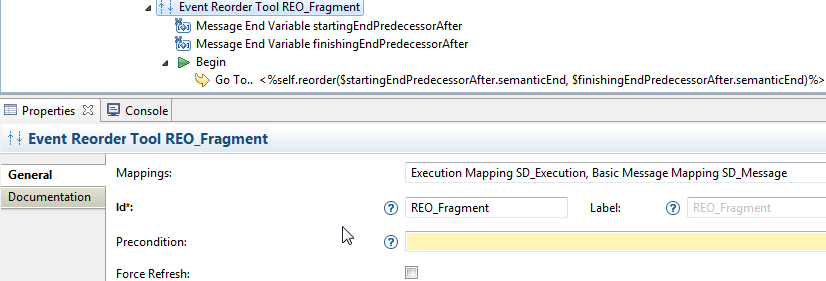 Event Reorder Tool REO_Fragment
Message End Variable startingEndPredecessorAfter
Message End Variable finishingEndPredecessorAfter
Begin
Go To.. <%self.reorder($startingEndPredecessorAfter.semanticEnd, $finishingEndPredecessorAfter.semanticEnd)%>
Properties Console
Event Reorder Tool REO_Fragment
General
Documentation
Mappings: Execution Mapping SD_Execution, Basic Message Mapping SD_Message
Id*: REO_Fragment Label: REO_Fragment
Precondition:
Force Refresh: